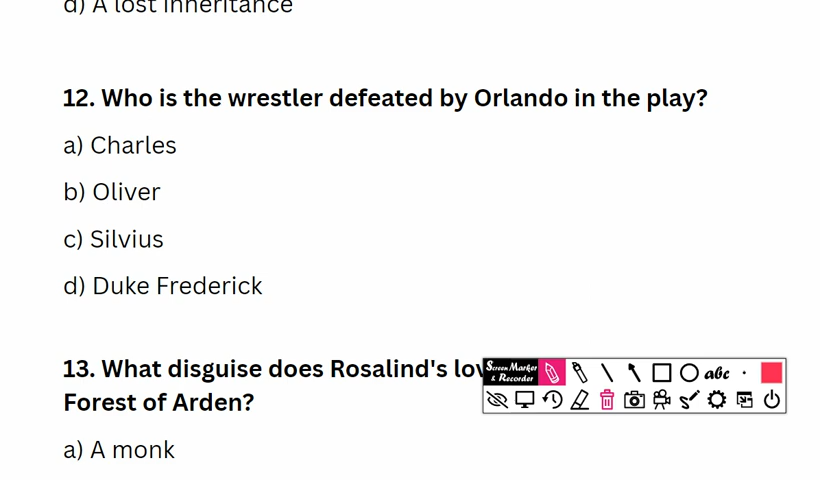 d) A lost inheritance
12. Who is the wrestler defeated by Orlando in the play?
a) Charles
b) Oliver
c) Silvius
d) Duke Frederick
13. What disguise does Rosalind's
Screen Marker
& Recorder
abc
Forest of Arden?
a) A monk